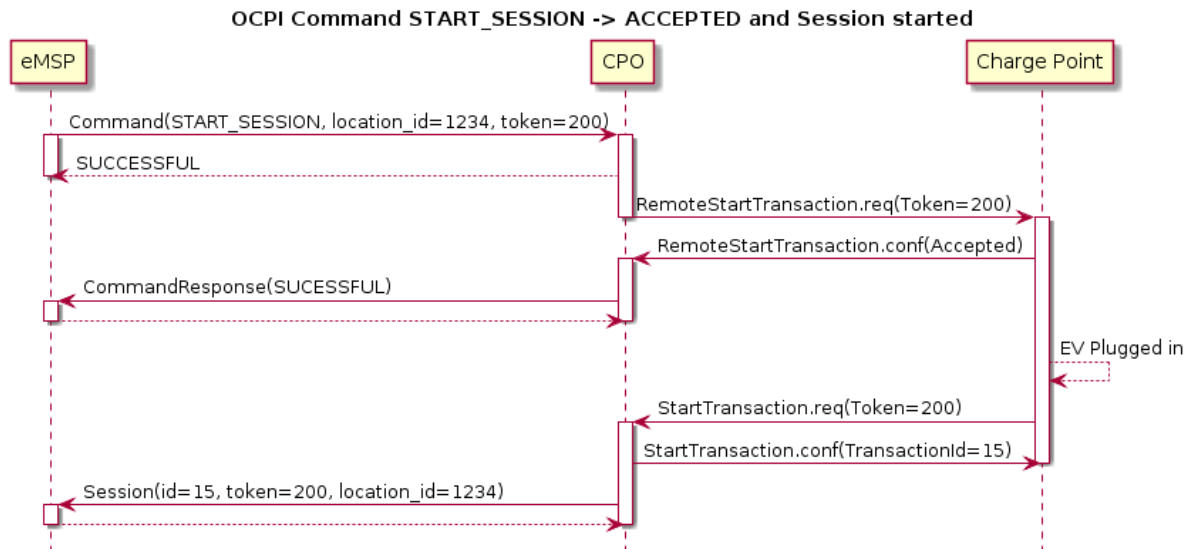 OCPI Command START_SESSION -> ACCEPTED and Session started
eMSP
CPO
Charge Point
Command(START_SESSION, location_id=1234, token=200)
SUCCESSFUL
RemoteStartTransaction.req(Token=200)
RemoteStartTransaction.conf(Accepted)
CommandResponse(SUCESSFUL)
EV Plugged in
StartTransaction.req(Token=200)
StartTransaction.conf(TransactionId=15)
Session(id=15, token=200, location_id=1234)